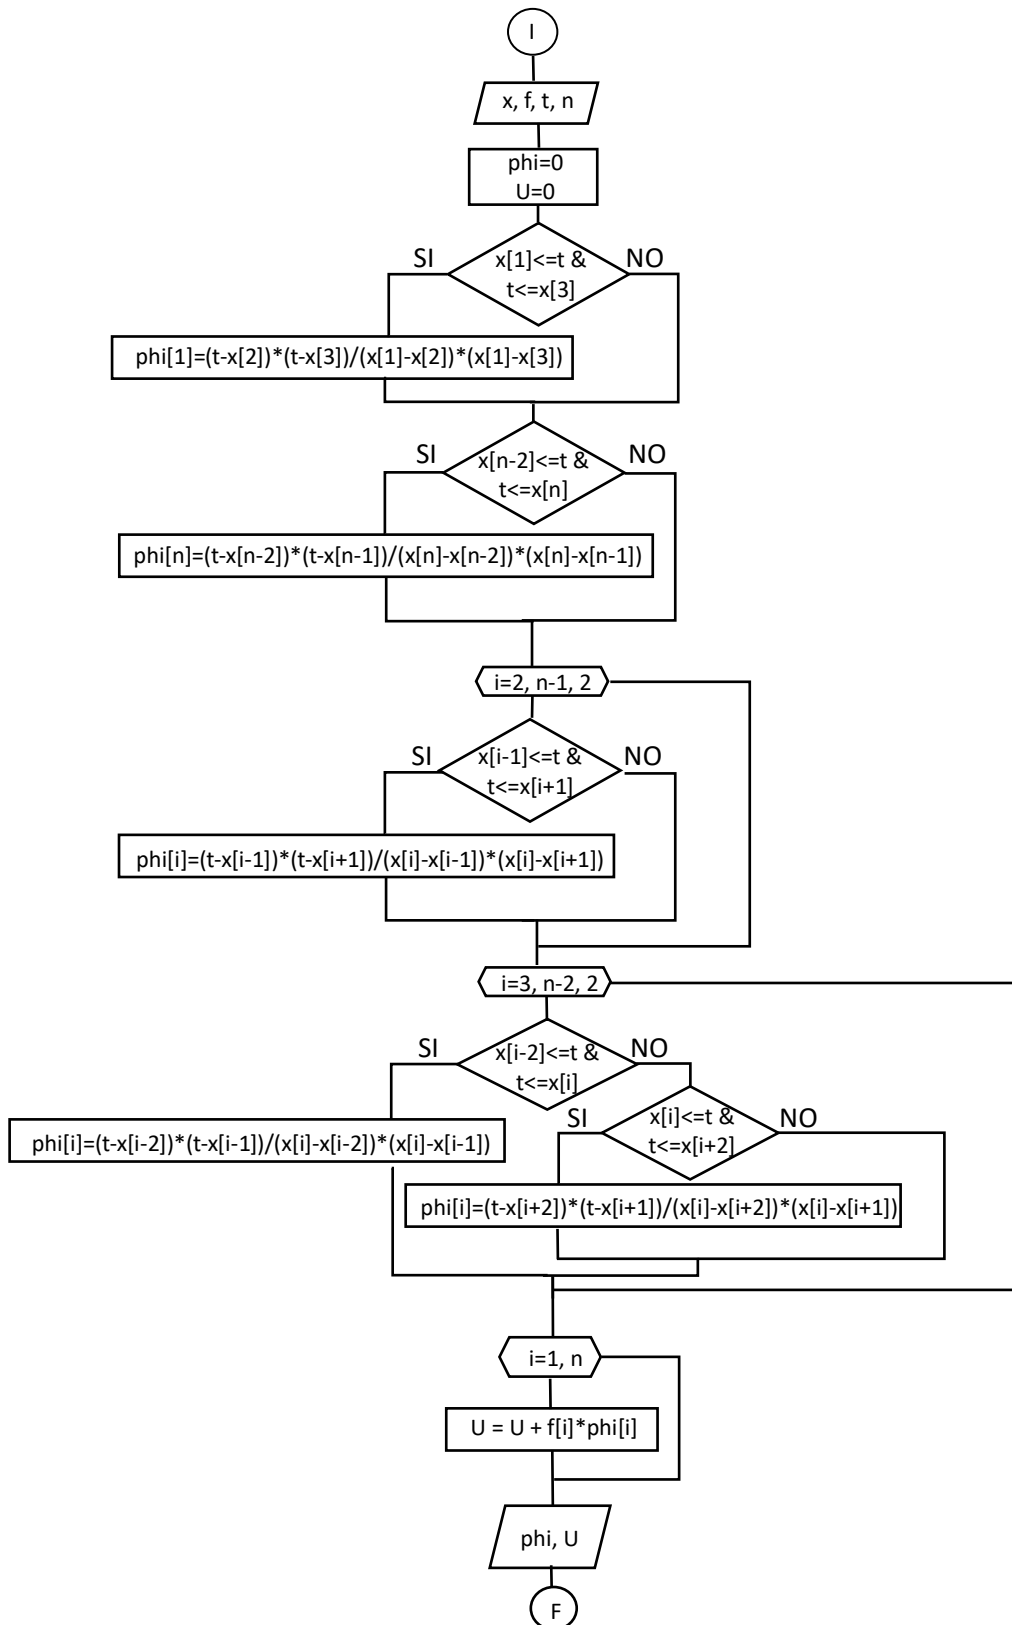 I
x, f, t, n
phi=0
U=0
SI
x[1]<=t &
t<=x[3]
NO
phi[1]=(t-x[2])*(t-x[3])/(x[1]-x[2])*(x[1]-x[3])
SI
x[n-2]<=t &
t<=x[n]
NO
phi[n]=(t-x[n-2])*(t-x[n-1])/(x[n]-x[n-2])*(x[n]-x[n-1])
i=2, n-1, 2
SI
x[i-1]<=t &
t<=x[i+1]
NO
phi[i]=(t-x[i-1])*(t-x[i+1])/(x[i]-x[i-1])*(x[i]-x[i+1])
i=3, n-2, 2
SI
x[i-2]<=t &
t<=x[i]
NO
SI
x[i]<=t &
t<=x[i+2]
NO
phi[i]=(t-x[i-2])*(t-x[i-1])/(x[i]-x[i-2])*(x[i]-x[i-1])
phi[i]=(t-x[i+2])*(t-x[i+1])/(x[i]-x[i+2])*(x[i]-x[i+1])
i=1, n
U = U + f[i]*phi[i]
phi, U
F